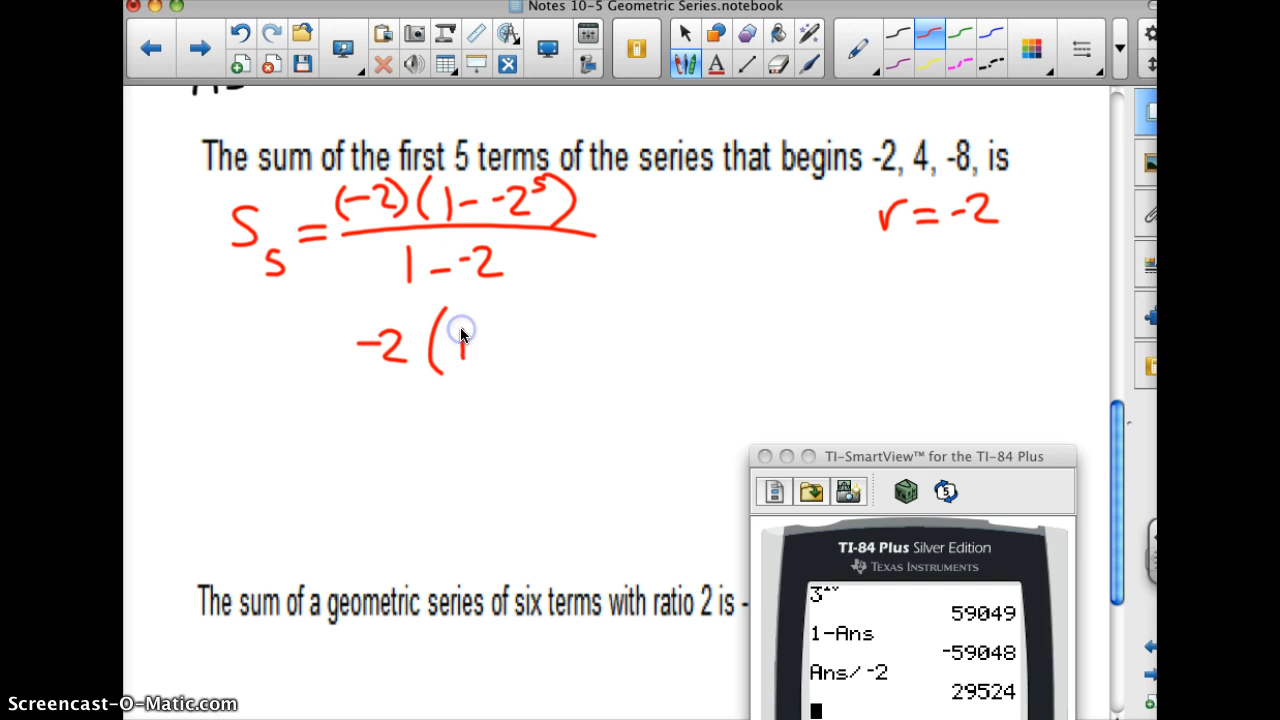 Notes 10-5 Geometric Series.notebook
The sum of the first 5 terms of the series that begins -2, 4, -8, is
S5 = (-2)(1--2^5)
1--2
r = -2
-2 (1
TI-SmartView™ for the TI-84 Plus
5
TI-84 Plus Silver Edition
TEXAS INSTRUMENTS
59049
1-Ans
-59048
Ans/-2
29524
The sum of a geometric series of six terms with ratio 2 is -
Screencast-O-Matic.com